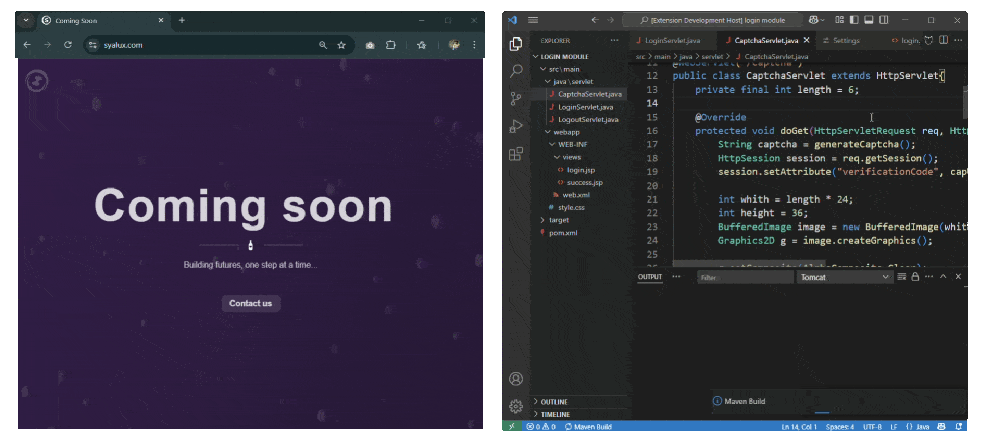 Coming Soon
syalux.com
Coming soon
Building futures, one step at a time...
Contact us
[Extension Development Host] login module
EXPLORER
LoginServlet.java
CaptchaServlet.java
Settings
login.
LOGIN MODULE
src\main
java\servlet
CaptchaServlet.java
LoginServlet.java
LogoutServlet.java
webapp
WEB-INF
views
login.jsp
success.jsp
web.xml
style.css
target
pom.xml
OUTLINE
TIMELINE
src > main > java > servlet > CaptchaServlet.java
12 public class CaptchaServlet extends HttpServlet{
13 private final int length = 6;
14
15 @Override
16 protected void doGet(HttpServletRequest req, Htt
17 String captcha = generateCaptcha();
18 HttpSession session = req.getSession();
19 session.setAttribute("verificationCode", cap
20
21 int whith = length * 24;
22 int height = 36;
23 BufferedImage image = new BufferedImage(whit
24 Graphics2D g = image.createGraphics();
25
OUTPUT
Filter
Tomcat
Maven Build
0 0 Maven Build
Ln 14, Col 1 Spaces: 4 UTF-8 LF {} Java